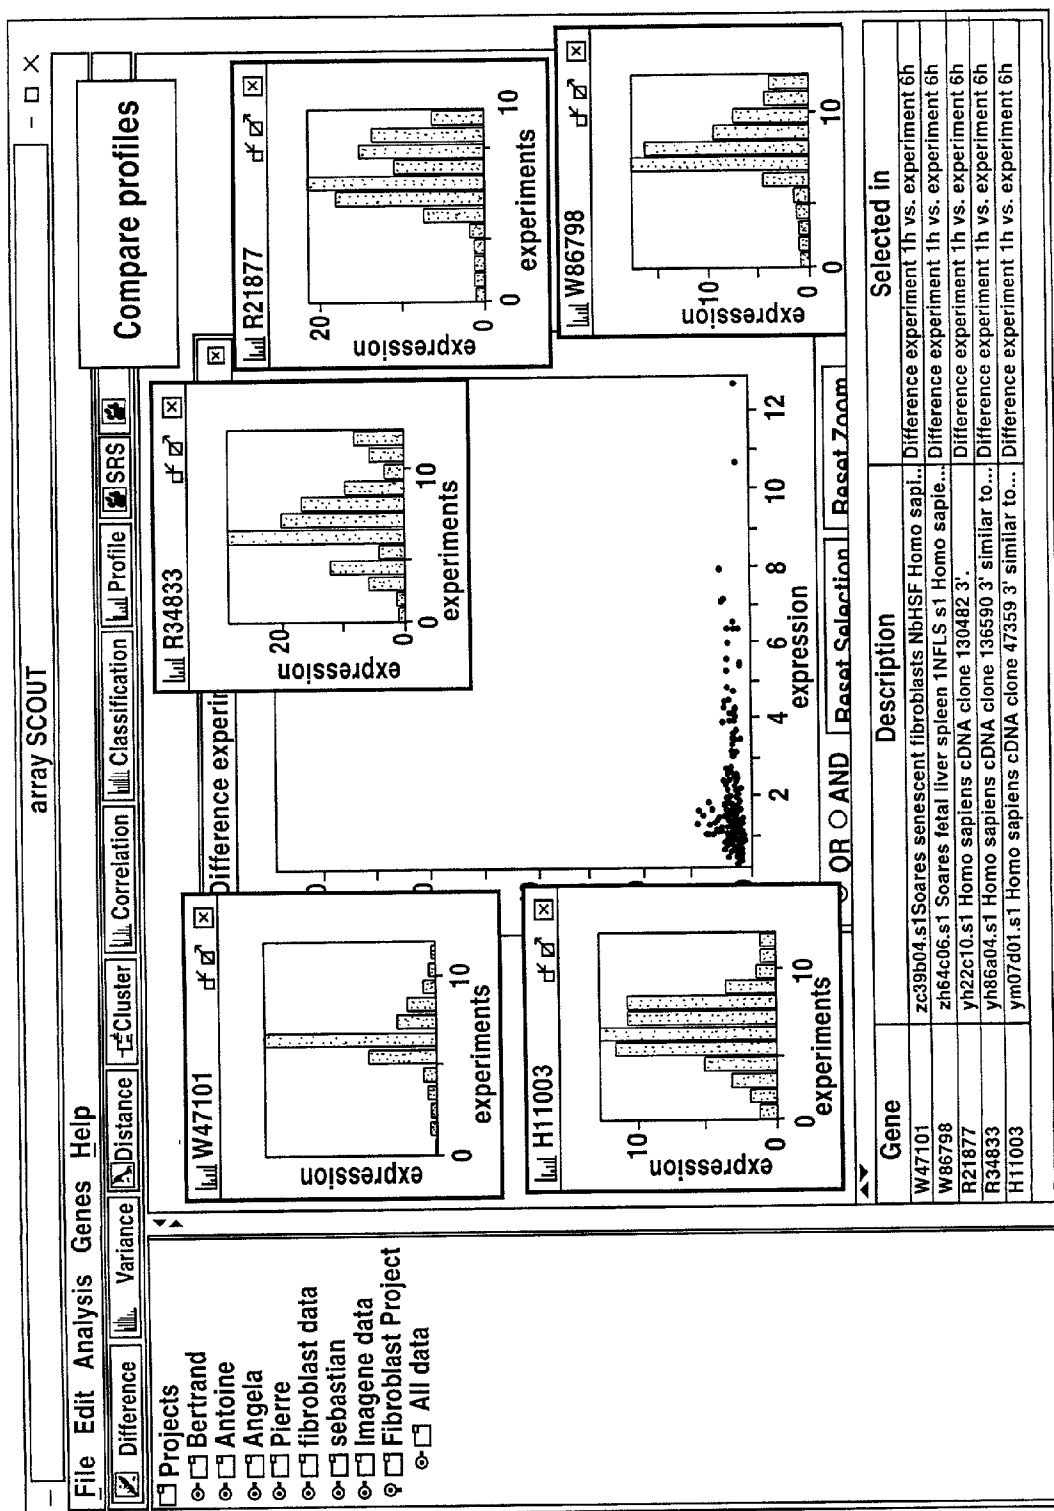 array SCOUT
File Edit Analysis Genes Help
Compare profiles
Difference Variance Distance Cluster Correlation Classification Profile SRS
Projects
Bertrand
Antoine
Angela
Pierre
fibroblast data
sebastian
Imagene data
Fibroblast Project
All data
W47101
expression
0 10
experiments
H11003
expression
10
0
0 10
experiments
Difference experim
2 4 6 8 10 12
expression
R34833
expression
20
0
0 10
experiments
R21877
expression
20
0
0 10
experiments
W86798
expression
10
0
0 10
OR AND Reset Selection Reset Zoom
Gene Description Selected in
W47101 zc39b04.s1Soares senescent fibroblasts NbHSF Homo sapi... Difference experiment 1h vs. experiment 6h
W86798 zh64c06.s1 Soares fetal liver spleen 1NFLS s1 Homo sapie... Difference experiment 1h vs. experiment 6h
R21877 yh22c10.s1 Homo sapiens cDNA clone 130482 3'. Difference experiment 1h vs. experiment 6h
R34833 yh86a04.s1 Homo sapiens cDNA clone 136590 3' similar to... Difference experiment 1h vs. experiment 6h
H11003 ym07d01.s1 Homo sapiens cDNA clone 47359 3' similar to... Difference experiment 1h vs. experiment 6h